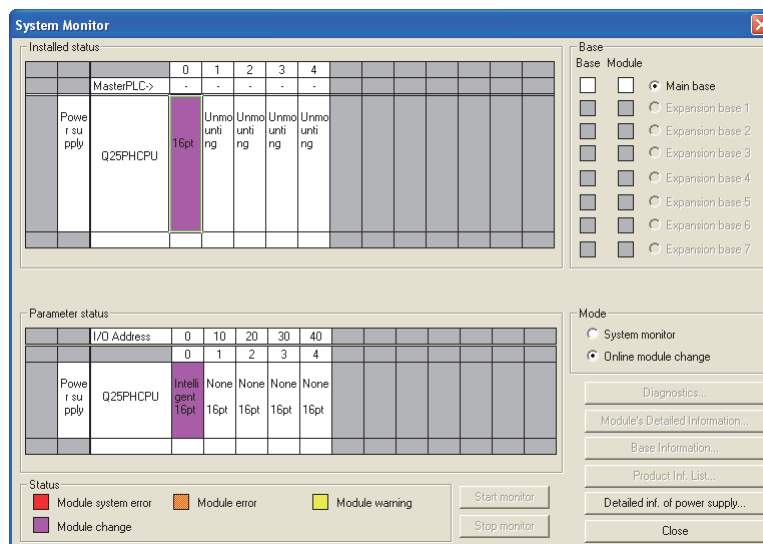 System Monitor
Installed status
0 1 2 3 4
MasterPLC-> - - - - -
Powe
r su
pply
Q25PHCPU
16pt
Unmo
unti
ng
Unmo
unti
ng
Unmo
unti
ng
Unmo
unti
ng
Base
Base Module
Main base
Expansion base 1
Expansion base 2
Expansion base 3
Expansion base 4
Expansion base 5
Expansion base 6
Expansion base 7
Parameter status
I/O Address 0 10 20 30 40
0 1 2 3 4
Powe
r su
pply
Q25PHCPU
Intelli
gent
16pt
None
16pt
None
16pt
None
16pt
None
16pt
Mode
System monitor
Online module change
Diagnostics...
Module's Detailed Information...
Base Information...
Product Inf. List...
Detailed inf. of power supply...
Close
Status
Module system error
Module error
Module warning
Module change
Start monitor
Stop monitor